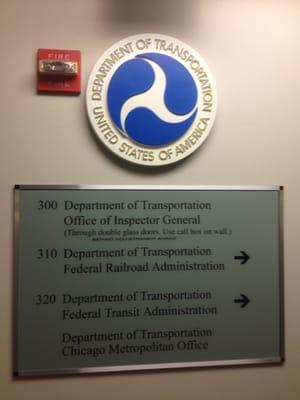 FIRE
FIRE
DEPARTMENT OF TRANSPORTATION
UNITED STATES OF AMERICA
300 Department of Transportation
Office of Inspector General
(Through double glass doors. Use call box on wall.)
310 Department of Transportation
Federal Railroad Administration
320 Department of Transportation
Federal Transit Administration
Department of Transportation
Chicago Metropolitan Office